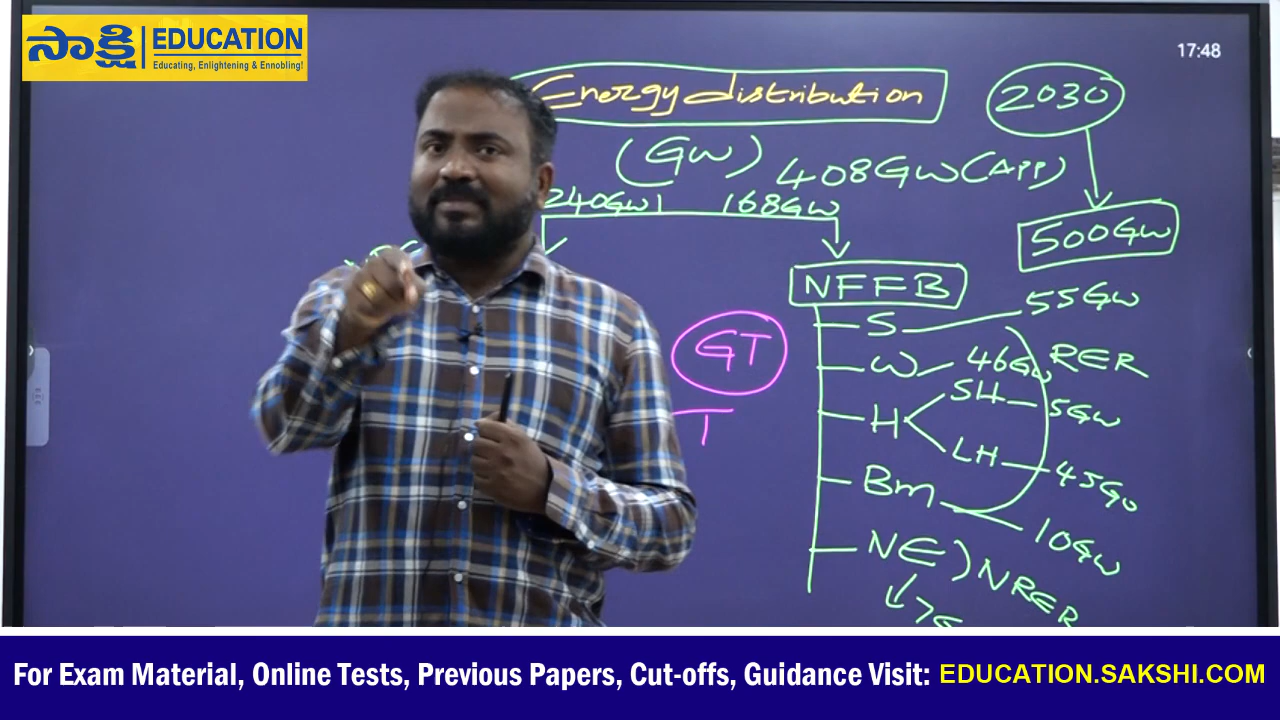 సాక్షి EDUCATION
Educating, Enlightening & Ennobling!
17:48
Energy distribution
2030
(GW) 408GW(APP)
240GW 168GW
500GW
NFFB
S 55GW
W 46GW RER
GT
H SH 5GW
LH 45GW
T
Bm 10GW
NE) NRER
For Exam Material, Online Tests, Previous Papers, Cut-offs, Guidance Visit: EDUCATION.SAKSHI.COM